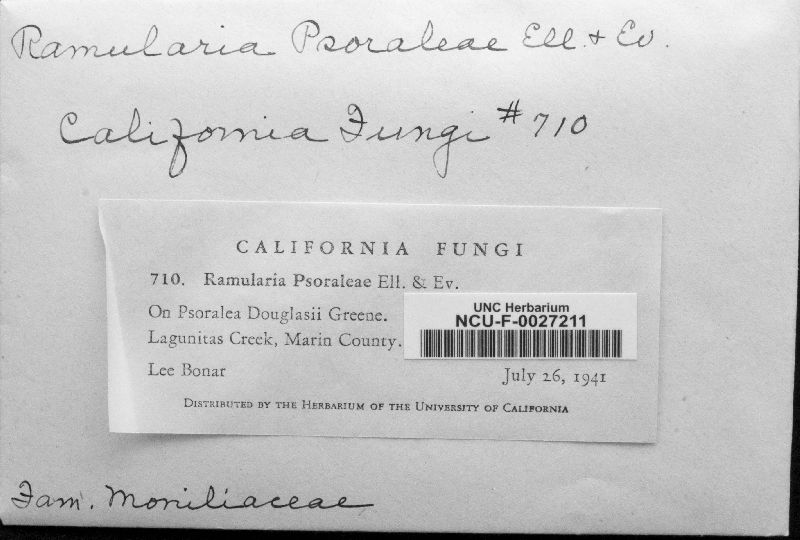 Ramularia Psoraleae Ell. & Ev.
California Fungi #710
CALIFORNIA FUNGI
710. Ramularia Psoraleae Ell. & Ev.
On Psoralea Douglasii Greene.
Lagunitas Creek, Marin County.
UNC Herbarium
NCU-F-0027211
Lee Bonar July 26, 1941
DISTRIBUTED BY THE HERBARIUM OF THE UNIVERSITY OF CALIFORNIA
Fam. Moniliaceae